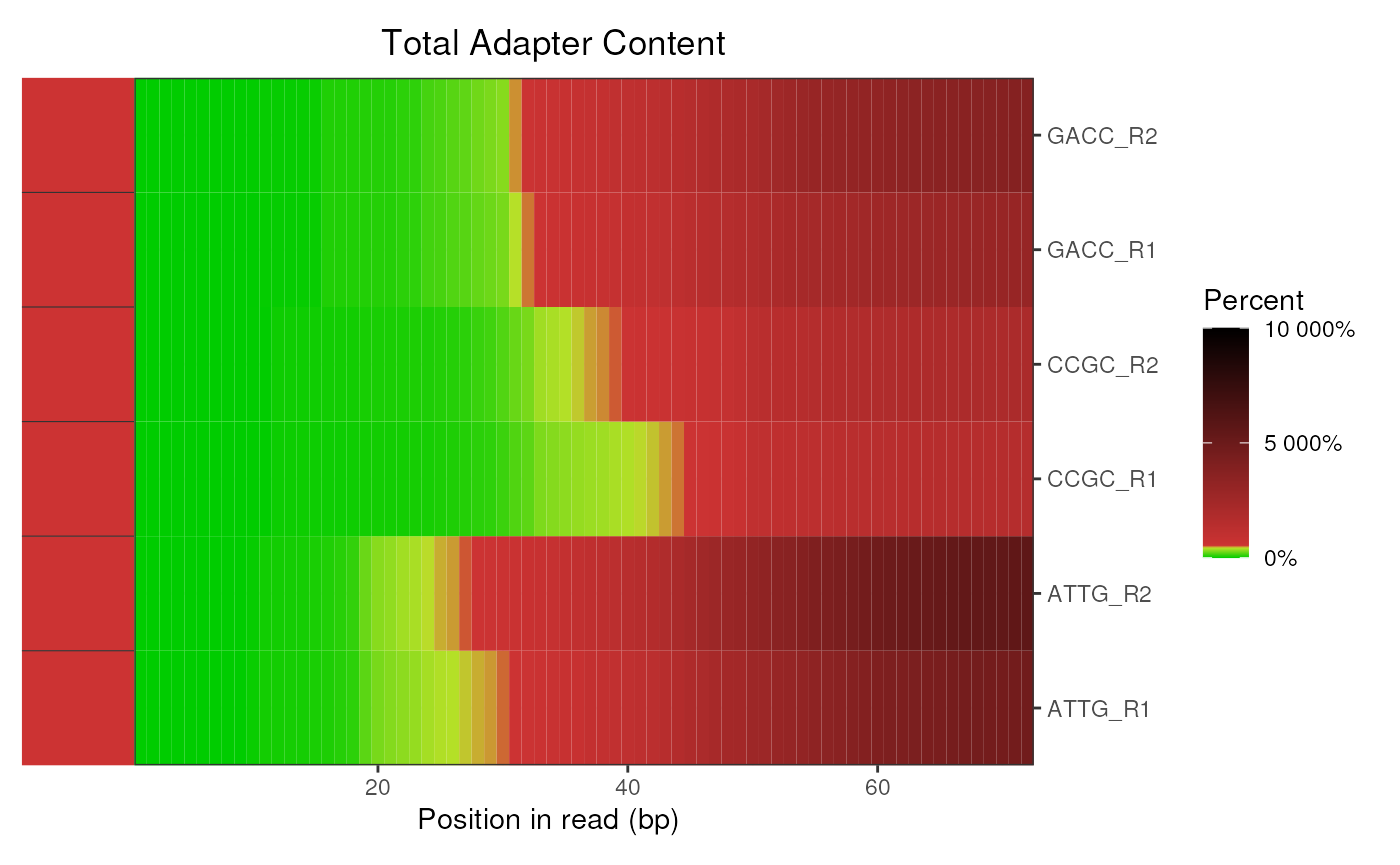 Total Adapter Content
GACC_R2
GACC_R1
CCGC_R2
CCGC_R1
ATTG_R2
ATTG_R1
Percent
10 000%
5 000%
0%
20 40 60
Position in read (bp)